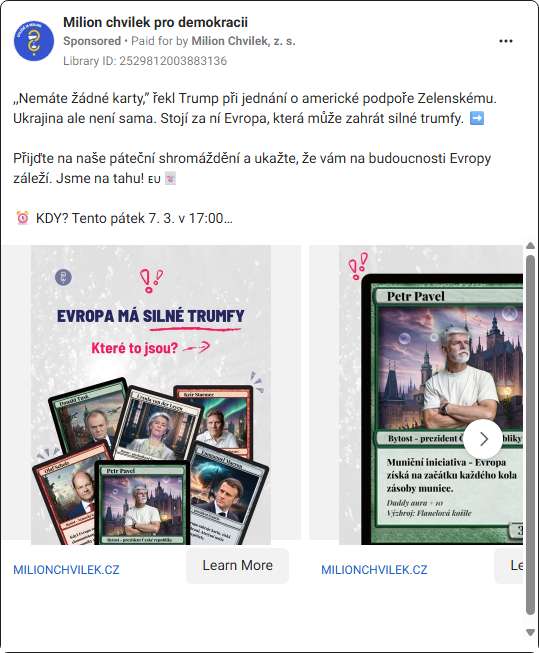 Milion chvilek pro demokracii
Sponsored • Paid for by Milion Chvilek, z. s.
Library ID: 2529812003883136
„Nemáte žádné karty,” řekl Trump při jednání o americké podpoře Zelenskému.
Ukrajina ale není sama. Stojí za ní Evropa, která může zahrát silné trumfy. ➡️
Přijďte na naše páteční shromáždění a ukažte, že vám na budoucnosti Evropy
záleží. Jsme na tahu! EU 🃏
⏰ KDY? Tento pátek 7. 3. v 17:00...
EVROPA MÁ SILNÉ TRUMFY
Které to jsou?
Donald Tusk
Ursula von der Leyen
Keir Starmer
Olaf Scholz
Petr Pavel
Emmanuel Macron
Bytost - prezident České republiky
MILIONCHVILEK.CZ
Learn More
Petr Pavel
Bytost - prezident Č
ubliky
Muniční iniciativa - Evropa
získá na začátku každého kola
zásoby munice.
Daddy aura + 10
Výzbroj: Flanelová košile
3
MILIONCHVILEK.CZ
Le